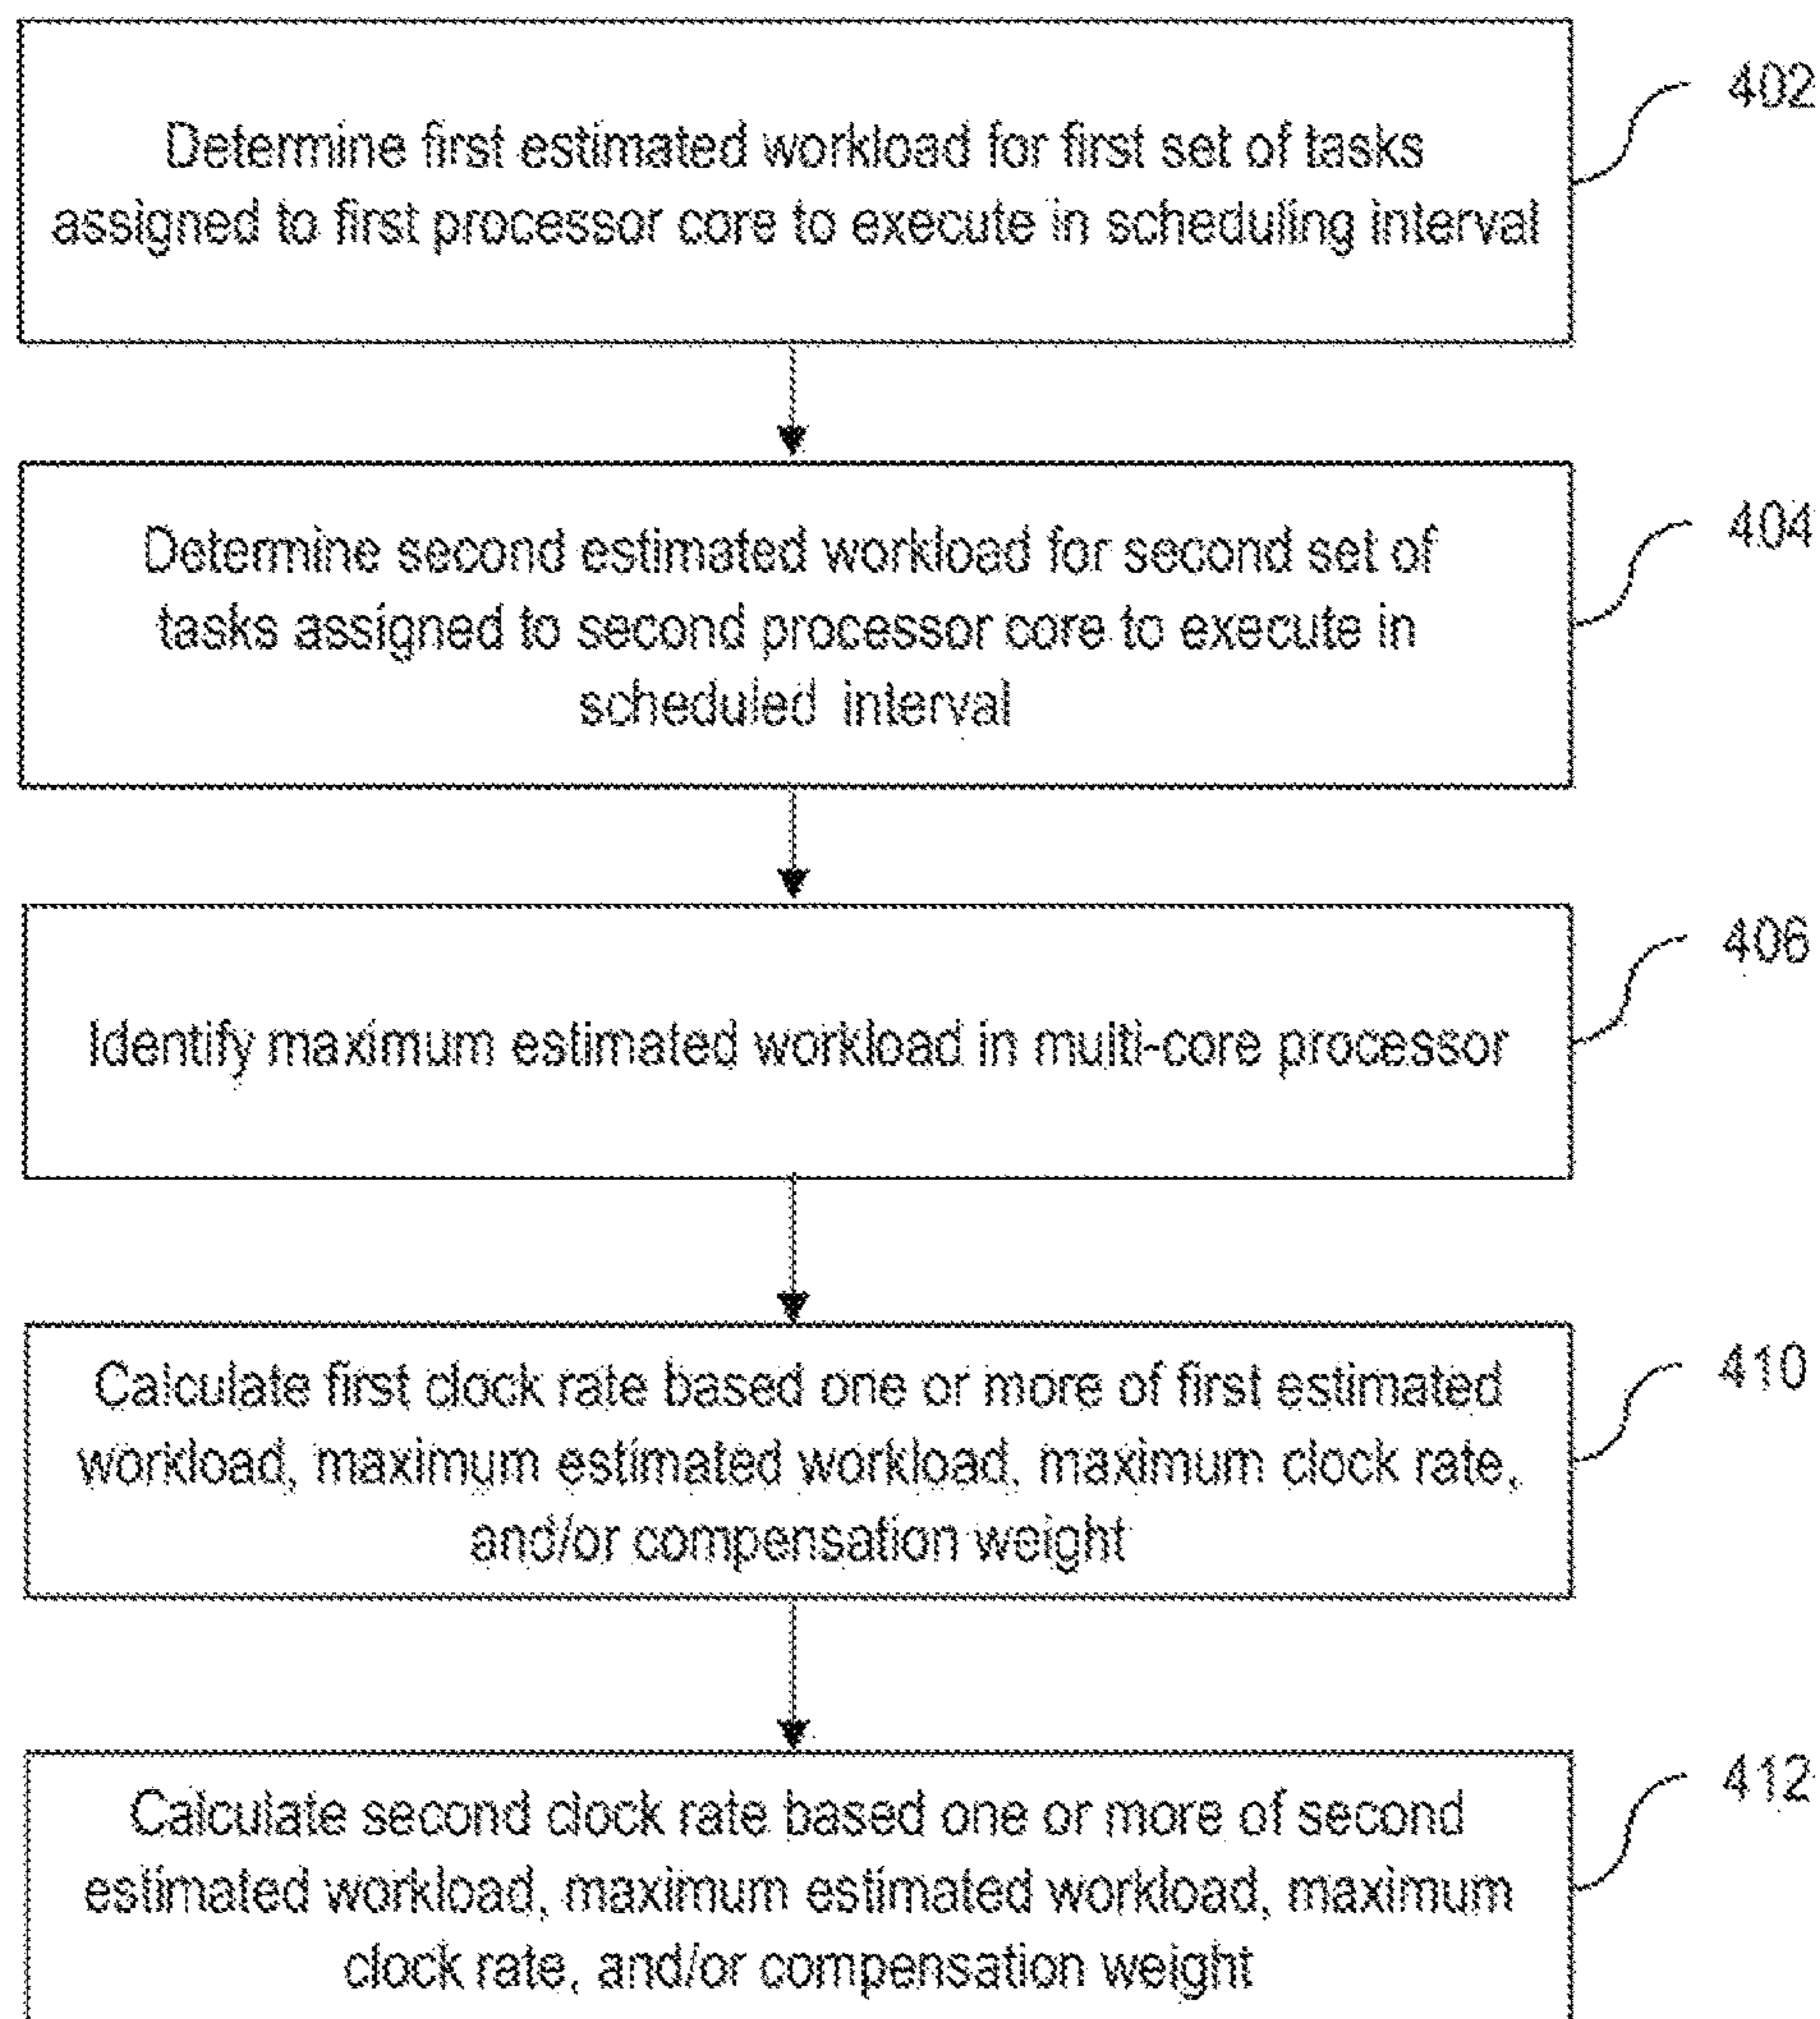 402
Determine first estimated workload for first set of tasks
assigned to first processor core to execute in scheduling interval
404
Determine second estimated workload for second set of
tasks assigned to second processor core to execute in
scheduled interval
406
Identify maximum estimated workload in multi-core processor
410
Calculate first clock rate based one or more of first estimated
workload, maximum estimated workload, maximum clock rate,
and/or compensation weight
412
Calculate second clock rate based one or more of second
estimated workload, maximum estimated workload, maximum
clock rate, and/or compensation weight